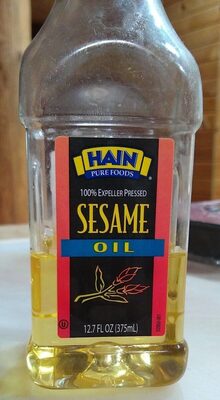 HAIN
PURE FOODS
100% EXPELLER PRESSED
SESAME
OIL
12.7 FL OZ (375mL)